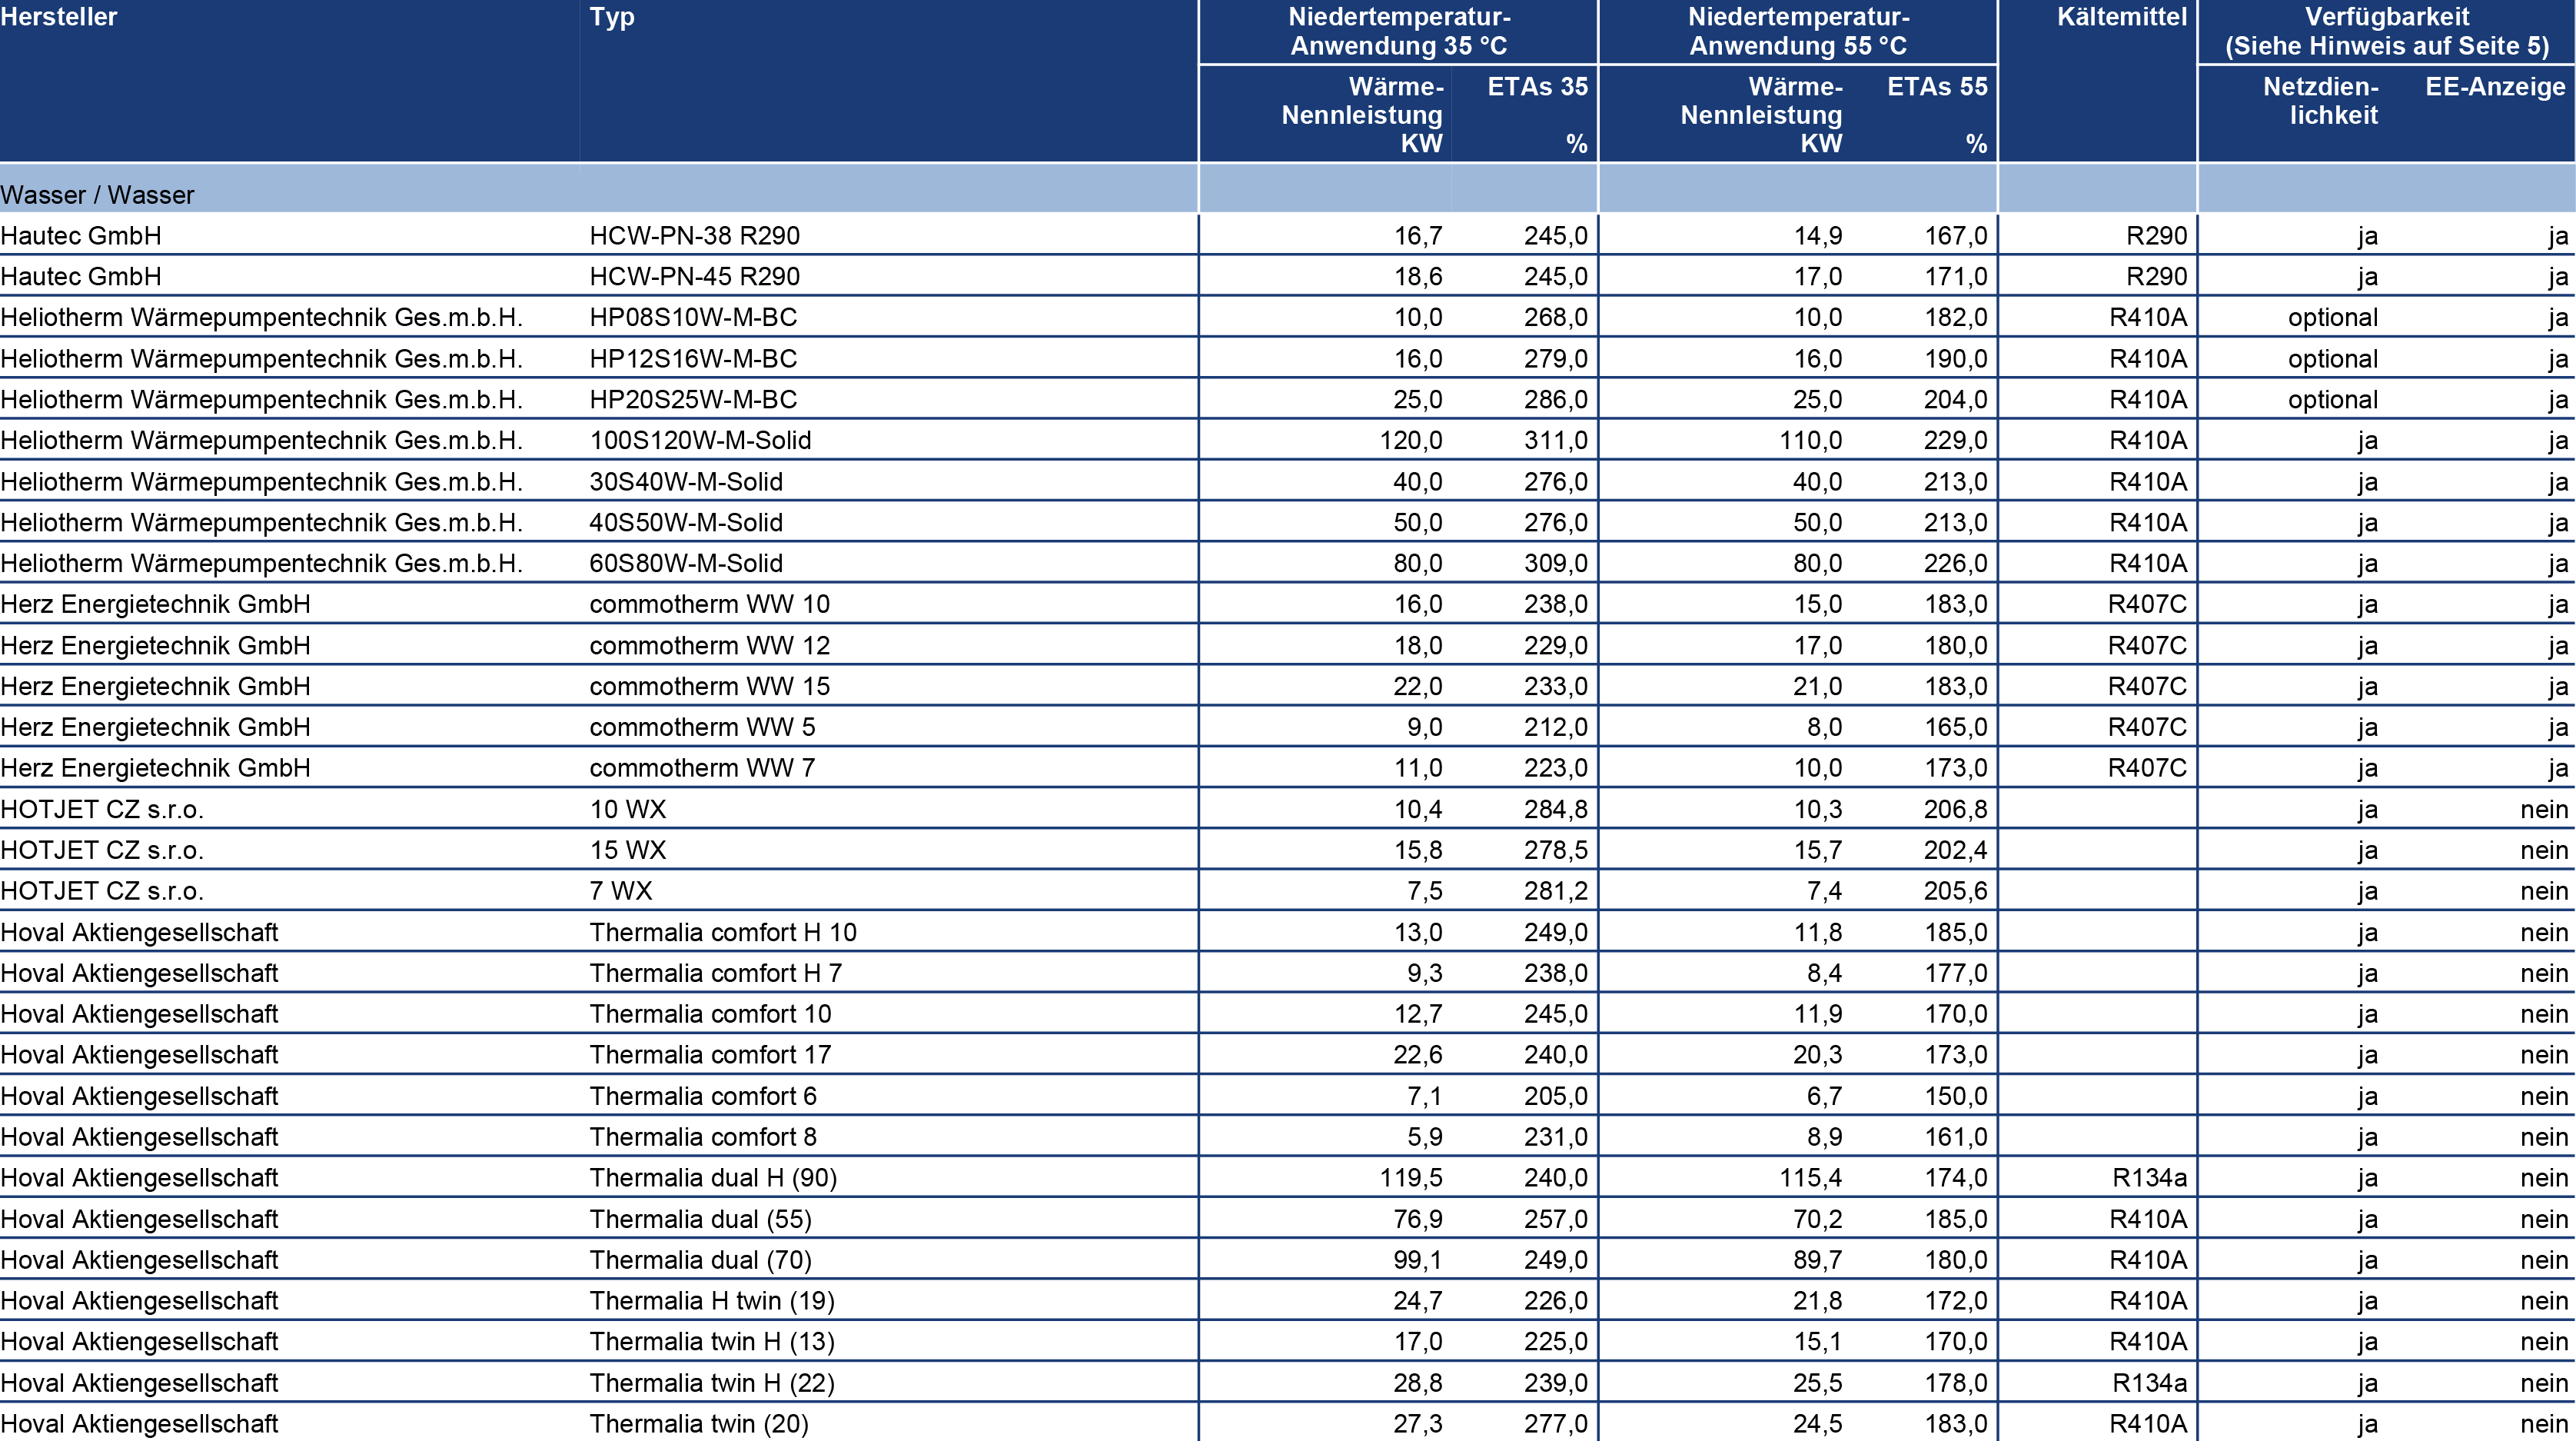 Hersteller Typ Niedertemperatur- Niedertemperatur- Kältemittel Verfügbarkeit
Anwendung 35 °C Anwendung 55 °C (Siehe Hinweis auf Seite 5)
Wärme- ETAs 35 Wärme- ETAs 55 Netzdien- EE-Anzeige
Nennleistung Nennleistung lichkeit
KW % KW %
Wasser / Wasser
Hautec GmbH HCW-PN-38 R290 16,7 245,0 14,9 167,0 R290 ja ja
Hautec GmbH HCW-PN-45 R290 18,6 245,0 17,0 171,0 R290 ja ja
Heliotherm Wärmepumpentechnik Ges.m.b.H. HP08S10W-M-BC 10,0 268,0 10,0 182,0 R410A optional ja
Heliotherm Wärmepumpentechnik Ges.m.b.H. HP12S16W-M-BC 16,0 279,0 16,0 190,0 R410A optional ja
Heliotherm Wärmepumpentechnik Ges.m.b.H. HP20S25W-M-BC 25,0 286,0 25,0 204,0 R410A optional ja
Heliotherm Wärmepumpentechnik Ges.m.b.H. 100S120W-M-Solid 120,0 311,0 110,0 229,0 R410A ja ja
Heliotherm Wärmepumpentechnik Ges.m.b.H. 30S40W-M-Solid 40,0 276,0 40,0 213,0 R410A ja ja
Heliotherm Wärmepumpentechnik Ges.m.b.H. 40S50W-M-Solid 50,0 276,0 50,0 213,0 R410A ja ja
Heliotherm Wärmepumpentechnik Ges.m.b.H. 60S80W-M-Solid 80,0 309,0 80,0 226,0 R410A ja ja
Herz Energietechnik GmbH commotherm WW 10 16,0 238,0 15,0 183,0 R407C ja ja
Herz Energietechnik GmbH commotherm WW 12 18,0 229,0 17,0 180,0 R407C ja ja
Herz Energietechnik GmbH commotherm WW 15 22,0 233,0 21,0 183,0 R407C ja ja
Herz Energietechnik GmbH commotherm WW 5 9,0 212,0 8,0 165,0 R407C ja ja
Herz Energietechnik GmbH commotherm WW 7 11,0 223,0 10,0 173,0 R407C ja ja
HOTJET CZ s.r.o. 10 WX 10,4 284,8 10,3 206,8 ja nein
HOTJET CZ s.r.o. 15 WX 15,8 278,5 15,7 202,4 ja nein
HOTJET CZ s.r.o. 7 WX 7,5 281,2 7,4 205,6 ja nein
Hoval Aktiengesellschaft Thermalia comfort H 10 13,0 249,0 11,8 185,0 ja nein
Hoval Aktiengesellschaft Thermalia comfort H 7 9,3 238,0 8,4 177,0 ja nein
Hoval Aktiengesellschaft Thermalia comfort 10 12,7 245,0 11,9 170,0 ja nein
Hoval Aktiengesellschaft Thermalia comfort 17 22,6 240,0 20,3 173,0 ja nein
Hoval Aktiengesellschaft Thermalia comfort 6 7,1 205,0 6,7 150,0 ja nein
Hoval Aktiengesellschaft Thermalia comfort 8 5,9 231,0 8,9 161,0 ja nein
Hoval Aktiengesellschaft Thermalia dual H (90) 119,5 240,0 115,4 174,0 R134a ja nein
Hoval Aktiengesellschaft Thermalia dual (55) 76,9 257,0 70,2 185,0 R410A ja nein
Hoval Aktiengesellschaft Thermalia dual (70) 99,1 249,0 89,7 180,0 R410A ja nein
Hoval Aktiengesellschaft Thermalia H twin (19) 24,7 226,0 21,8 172,0 R410A ja nein
Hoval Aktiengesellschaft Thermalia twin H (13) 17,0 225,0 15,1 170,0 R410A ja nein
Hoval Aktiengesellschaft Thermalia twin H (22) 28,8 239,0 25,5 178,0 R134a ja nein
Hoval Aktiengesellschaft Thermalia twin (20) 27,3 277,0 24,5 183,0 R410A ja nein